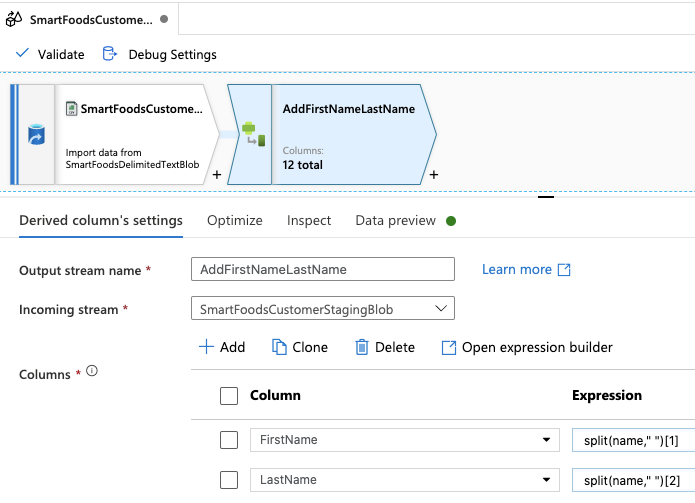 SmartFoodsCustome...
Validate
Debug Settings
SmartFoodsCustome...
Import data from
SmartFoodsDelimitedTextBlob
+
AddFirstNameLastName
Columns:
12 total
+
Derived column's settings
Optimize
Inspect
Data preview
Output stream name *
AddFirstNameLastName
Learn more
Incoming stream *
SmartFoodsCustomerStagingBlob
Add
Clone
Delete
Open expression builder
Columns *
Column
Expression
FirstName
split(name," ")[1]
LastName
split(name," ")[2]